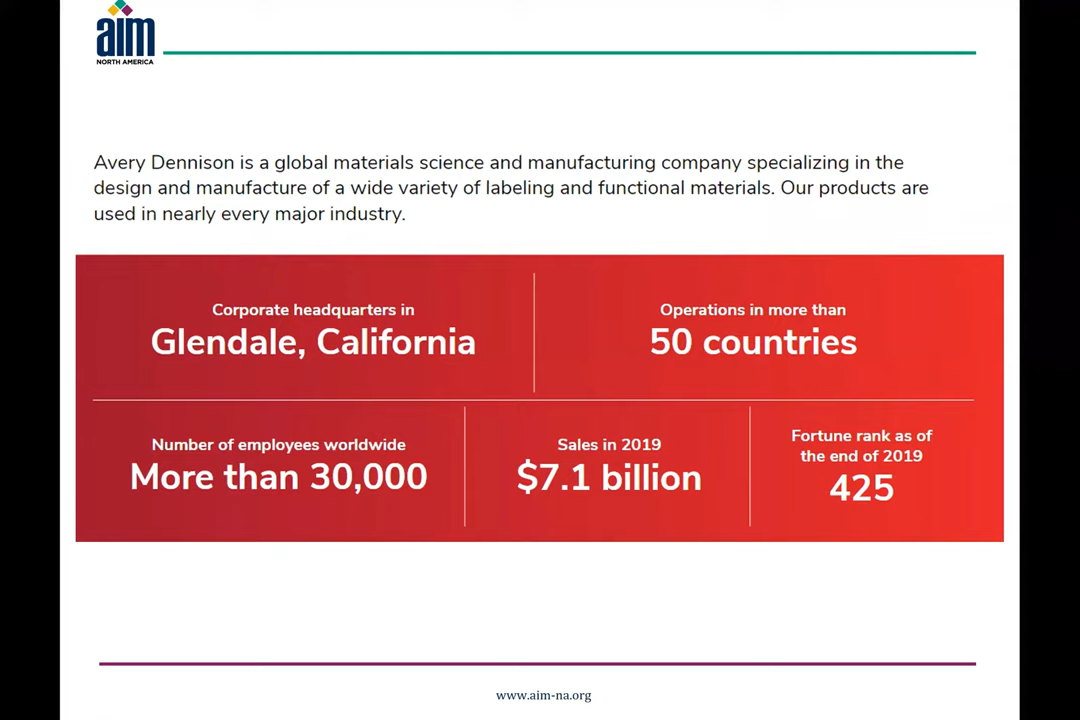 aim
NORTH AMERICA
Avery Dennison is a global materials science and manufacturing company specializing in the
design and manufacture of a wide variety of labeling and functional materials. Our products are
used in nearly every major industry.
Corporate headquarters in
Glendale, California
Operations in more than
50 countries
Number of employees worldwide
More than 30,000
Sales in 2019
$7.1 billion
Fortune rank as of
the end of 2019
425
www.aim-na.org